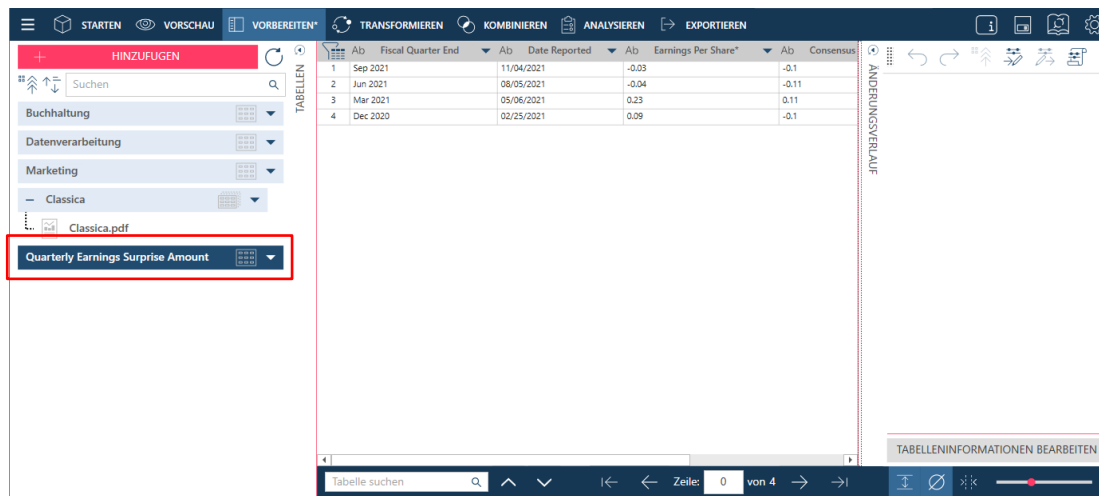 STARTEN VORSCHAU VORBEREITEN* TRANSFORMIEREN KOMBINIEREN ANALYSIEREN EXPORTIEREN
+ HINZUFÜGEN
Suchen
Buchhaltung
Datenverarbeitung
Marketing
− Classica
Classica.pdf
Quarterly Earnings Surprise Amount
TABELLEN
Ab Fiscal Quarter End Ab Date Reported Ab Earnings Per Share* Ab Consensus
1 Sep 2021 11/04/2021 -0.03 -0.1
2 Jun 2021 08/05/2021 -0.04 -0.11
3 Mar 2021 05/06/2021 0.23 0.11
4 Dec 2020 02/25/2021 0.09 -0.1
ÄNDERUNGSVERLAUF
TABELLENINFORMATIONEN BEARBEITEN
Tabelle suchen Zeile: 0 von 4